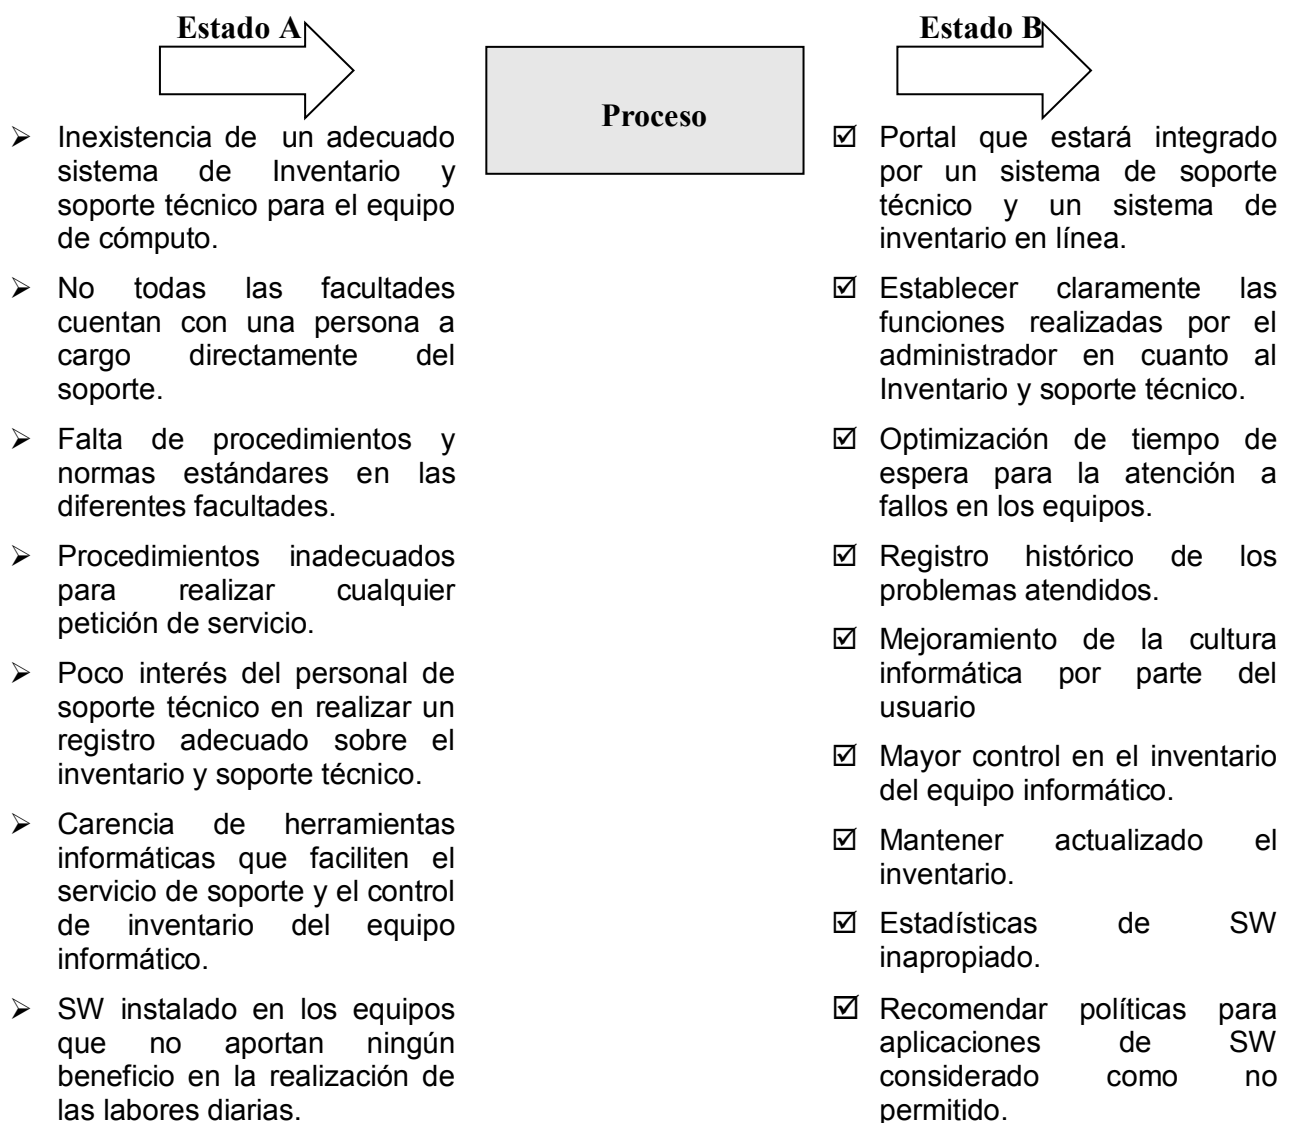 Estado A
Proceso
Estado B
➢ Inexistencia de un adecuado
sistema de Inventario y
soporte técnico para el equipo
de cómputo.
➢ No todas las facultades
cuentan con una persona a
cargo directamente del
soporte.
➢ Falta de procedimientos y
normas estándares en las
diferentes facultades.
➢ Procedimientos inadecuados
para realizar cualquier
petición de servicio.
➢ Poco interés del personal de
soporte técnico en realizar un
registro adecuado sobre el
inventario y soporte técnico.
➢ Carencia de herramientas
informáticas que faciliten el
servicio de soporte y el control
de inventario del equipo
informático.
➢ SW instalado en los equipos
que no aportan ningún
beneficio en la realización de
las labores diarias.
☑ Portal que estará integrado
por un sistema de soporte
técnico y un sistema de
inventario en línea.
☑ Establecer claramente las
funciones realizadas por el
administrador en cuanto al
Inventario y soporte técnico.
☑ Optimización de tiempo de
espera para la atención a
fallos en los equipos.
☑ Registro histórico de los
problemas atendidos.
☑ Mejoramiento de la cultura
informática por parte del
usuario
☑ Mayor control en el inventario
del equipo informático.
☑ Mantener actualizado el
inventario.
☑ Estadísticas de SW
inapropiado.
☑ Recomendar políticas para
aplicaciones de SW
considerado como no
permitido.